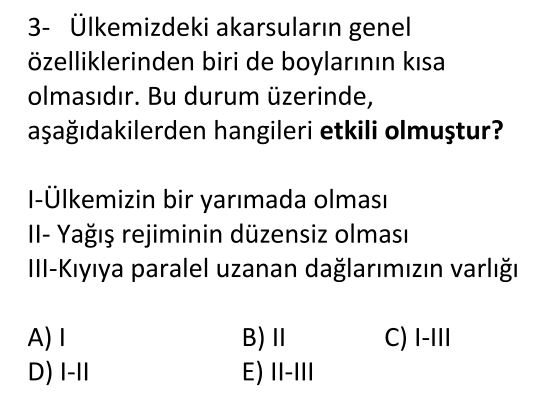 3- Ülkemizdeki akarsuların genel
özelliklerinden biri de boylarının kısa
olmasıdır. Bu durum üzerinde,
aşağıdakilerden hangileri etkili olmuştur?
I-Ülkemizin bir yarımada olması
II- Yağış rejiminin düzensiz olması
III-Kıyıya paralel uzanan dağlarımızın varlığı
A) I B) II C) I-III
D) I-II E) II-III